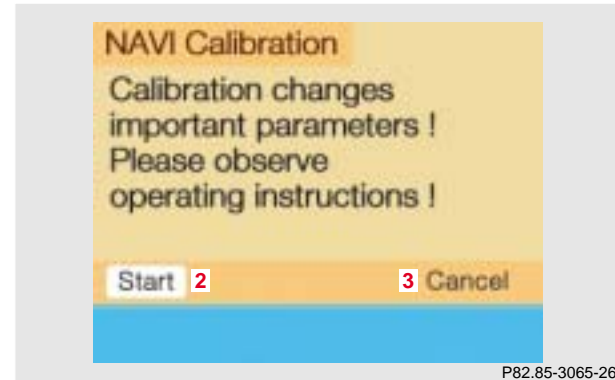 NAVI Calibration
Calibration changes
important parameters !
Please observe
operating instructions !
Start 2 3 Cancel
P82.85-3065-26